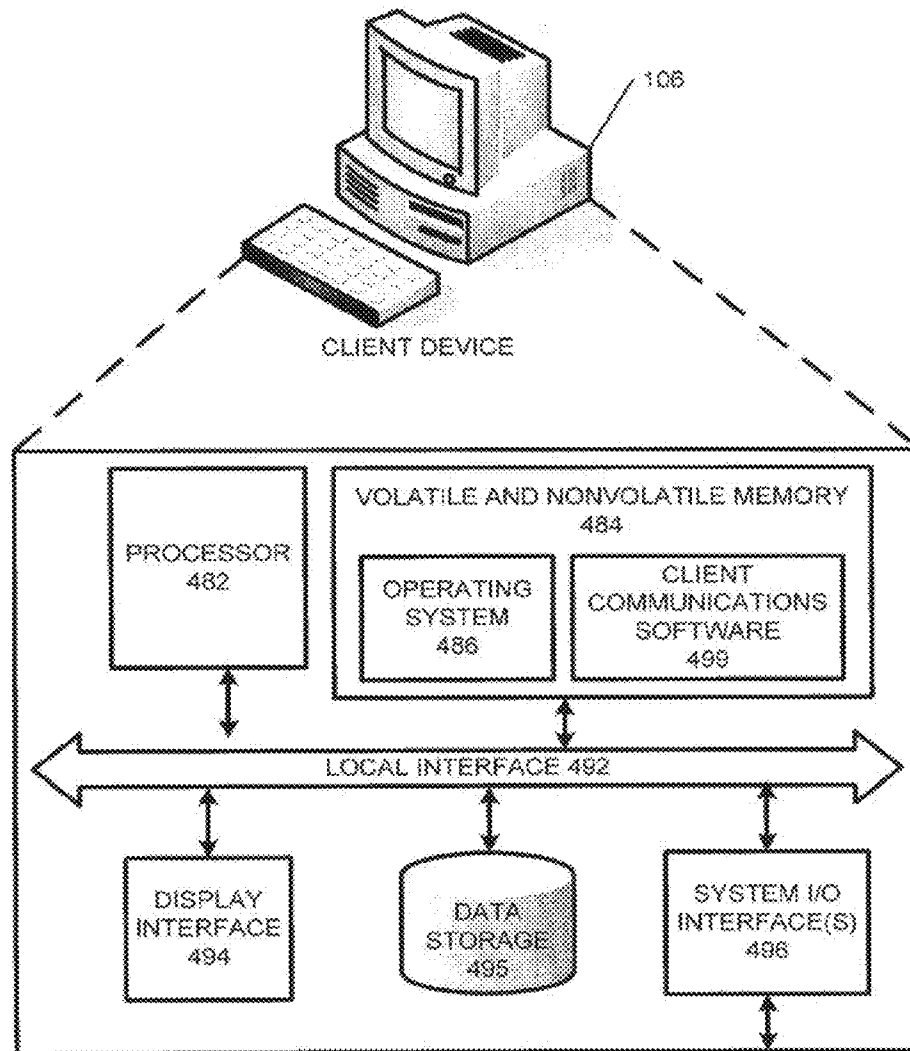 106
CLIENT DEVICE
PROCESSOR
482
VOLATILE AND NONVOLATILE MEMORY
484
OPERATING
SYSTEM
486
CLIENT
COMMUNICATIONS
SOFTWARE
499
LOCAL INTERFACE 492
DISPLAY
INTERFACE
494
DATA
STORAGE
495
SYSTEM I/O
INTERFACE(S)
496